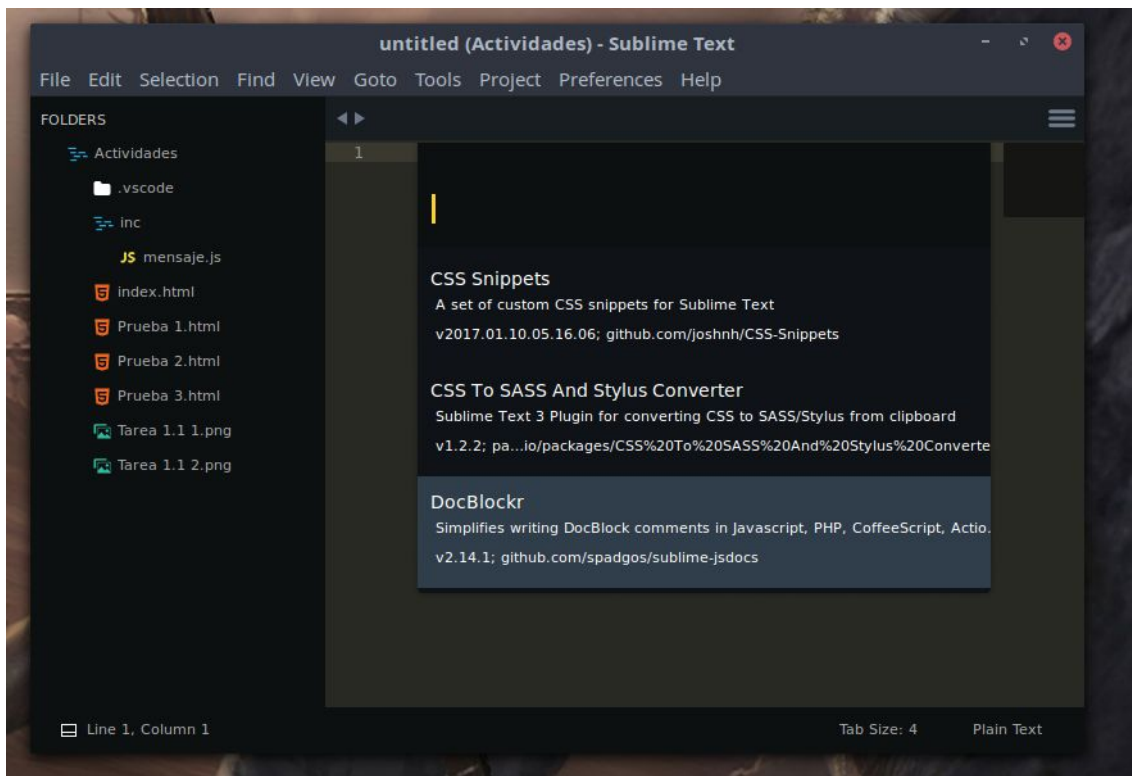 untitled (Actividades) - Sublime Text
File Edit Selection Find View Goto Tools Project Preferences Help
FOLDERS
Actividades
.vscode
inc
JS mensaje.js
index.html
Prueba 1.html
Prueba 2.html
Prueba 3.html
Tarea 1.1 1.png
Tarea 1.1 2.png
1
CSS Snippets
A set of custom CSS snippets for Sublime Text
v2017.01.10.05.16.06; github.com/joshnh/CSS-Snippets
CSS To SASS And Stylus Converter
Sublime Text 3 Plugin for converting CSS to SASS/Stylus from clipboard
v1.2.2; pa...io/packages/CSS%20To%20SASS%20And%20Stylus%20Converte
DocBlockr
Simplifies writing DocBlock comments in Javascript, PHP, CoffeeScript, Actio.
v2.14.1; github.com/spadgos/sublime-jsdocs
Line 1, Column 1
Tab Size: 4
Plain Text